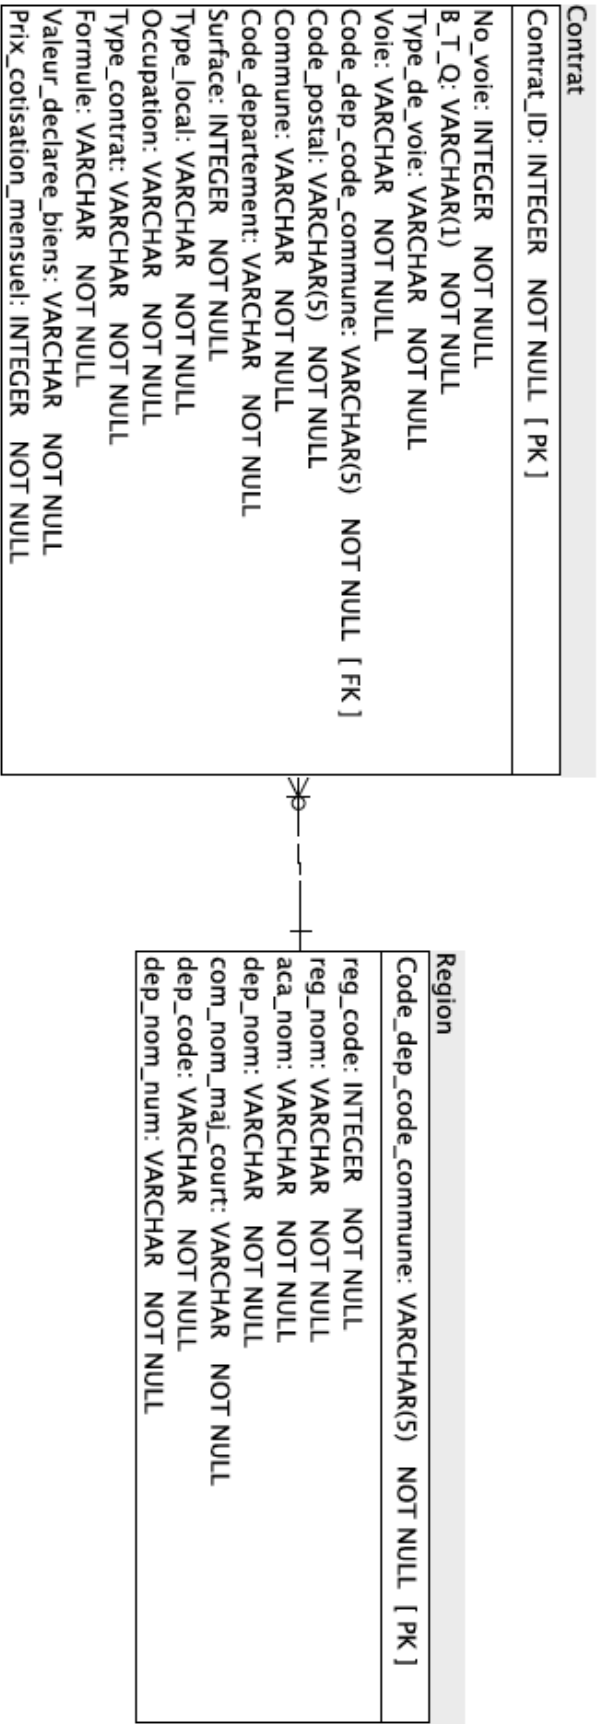 Contrat
Contrat_ID: INTEGER NOT NULL [ PK ]
No_voie: INTEGER NOT NULL
B_T_Q: VARCHAR(1) NOT NULL
Type_de_voie: VARCHAR NOT NULL
Voie: VARCHAR NOT NULL
Code_dep_code_commune: VARCHAR(5) NOT NULL [ FK ]
Code_postal: VARCHAR(5) NOT NULL
Commune: VARCHAR NOT NULL
Code_departement: VARCHAR NOT NULL
Surface: INTEGER NOT NULL
Type_local: VARCHAR NOT NULL
Occupation: VARCHAR NOT NULL
Type_contrat: VARCHAR NOT NULL
Formule: VARCHAR NOT NULL
Valeur_declaree_biens: VARCHAR NOT NULL
Prix_cotisation_mensuel: INTEGER NOT NULL
Region
Code_dep_code_commune: VARCHAR(5) NOT NULL [ PK ]
reg_code: INTEGER NOT NULL
reg_nom: VARCHAR NOT NULL
aca_nom: VARCHAR NOT NULL
dep_nom: VARCHAR NOT NULL
com_nom_maj_court: VARCHAR NOT NULL
dep_code: VARCHAR NOT NULL
dep_nom_num: VARCHAR NOT NULL